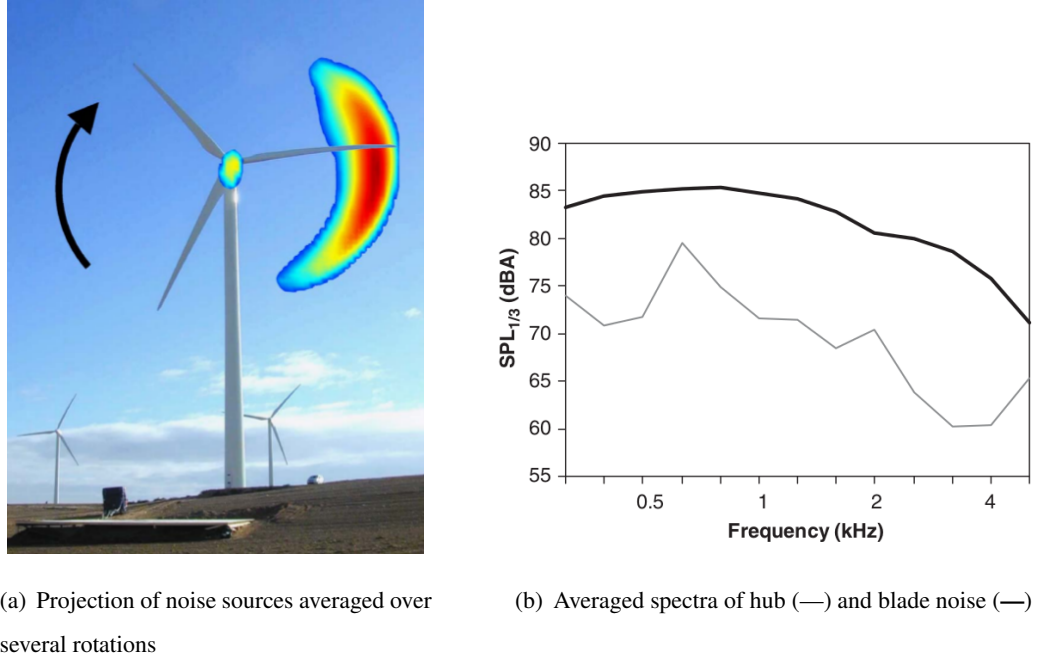 90
85
80
75
70
65
60
55
SPL1/3 (dBA)
0.5 1 2 4
Frequency (kHz)
(a) Projection of noise sources averaged over
several rotations
(b) Averaged spectra of hub (—) and blade noise (—)